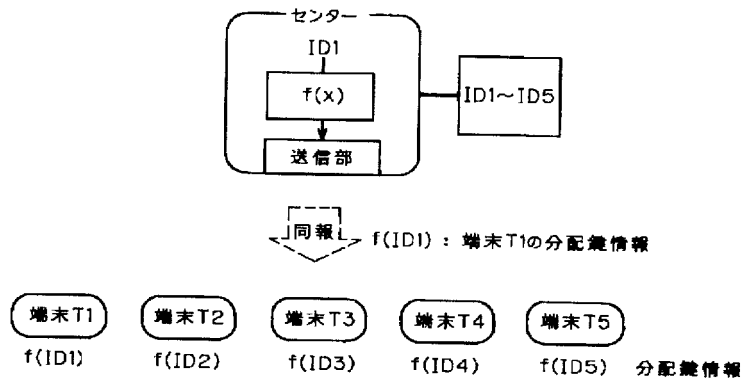 センター
ID1
f(x)
ID1～ID5
送信部
同報
f(ID1) : 端末T1の分配鍵情報
端末T1 端末T2 端末T3 端末T4 端末T5
f(ID1) f(ID2) f(ID3) f(ID4) f(ID5) 分配鍵情報